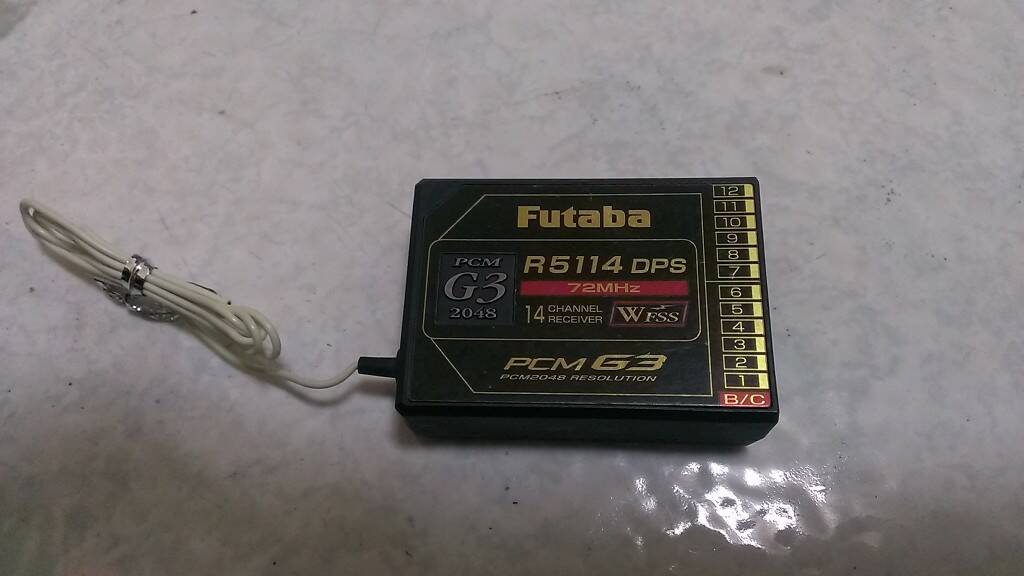 Futaba
PCM
G3
2048
R5114 DPS
72MHz
14 CHANNEL RECEIVER
WFSS
PCM G3
PCM2048 RESOLUTION
12
11
10
9
8
7
6
5
4
3
2
1
B/C